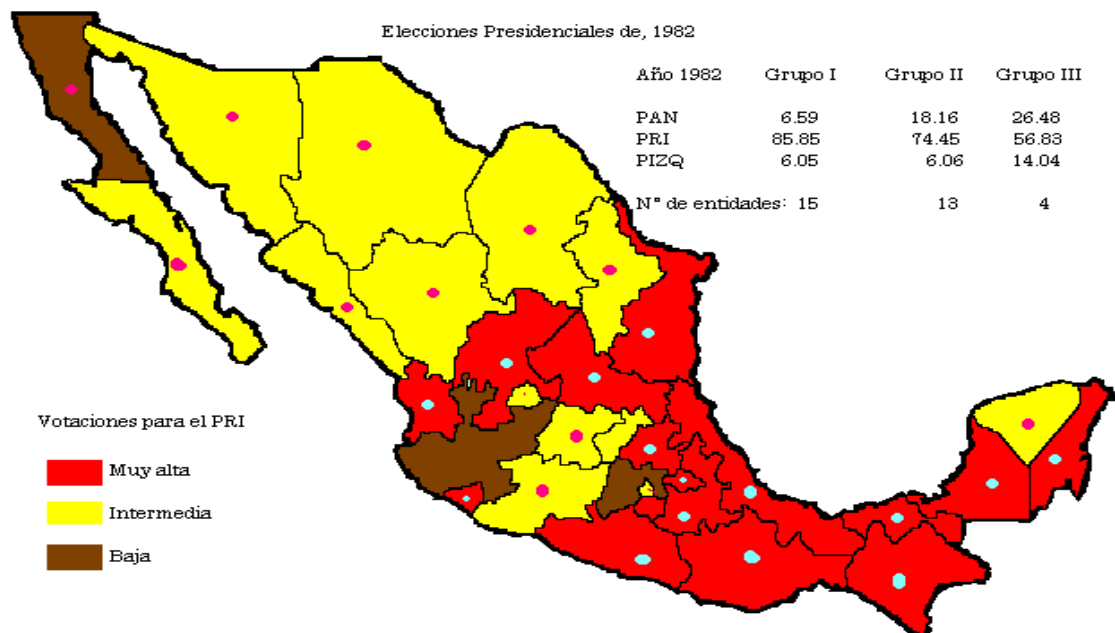 Elecciones Presidenciales de, 1982
Año 1982 Grupo I Grupo II Grupo III
PAN 6.59 18.16 26.48
PRI 85.85 74.45 56.83
PIZQ 6.05 6.06 14.04
N° de entidades: 15 13 4
Votaciones para el PRI
Muy alta
Intermedia
Baja